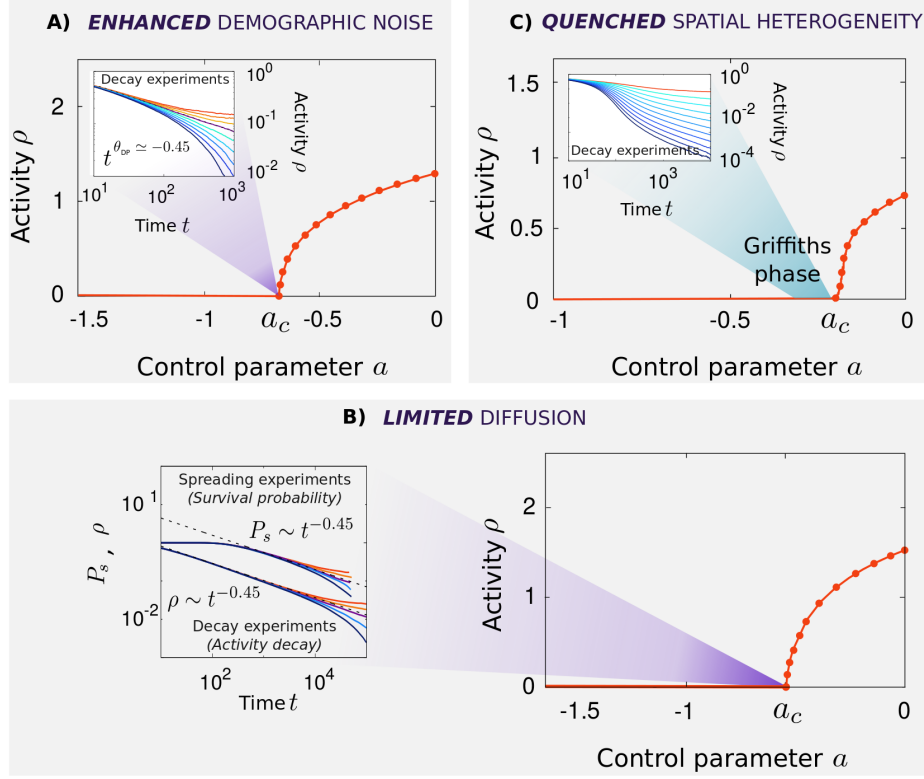 A) ENHANCED DEMOGRAPHIC NOISE
Activity ρ
2
1
0
-1.5
-1
a_c
-0.5
0
Control parameter a
Decay experiments
t^{θ_DP} ≃ −0.45
10^0
10^-1
10^-2
Activity ρ
10^1
10^2
10^3
Time t
C) QUENCHED SPATIAL HETEROGENEITY
Activity ρ
1.5
1
0.5
0
-1
-0.5
a_c
0
Control parameter a
Decay experiments
10^0
10^-2
10^-4
Activity ρ
10^1
10^3
Time t
Griffiths
phase
B) LIMITED DIFFUSION
P_s , ρ
10^1
10^-2
Spreading experiments
(Survival probability)
P_s ∼ t^{−0.45}
ρ ∼ t^{−0.45}
Decay experiments
(Activity decay)
10^2
10^4
Time t
Activity ρ
2
1
0
-1.5
-1
a_c
0
Control parameter a